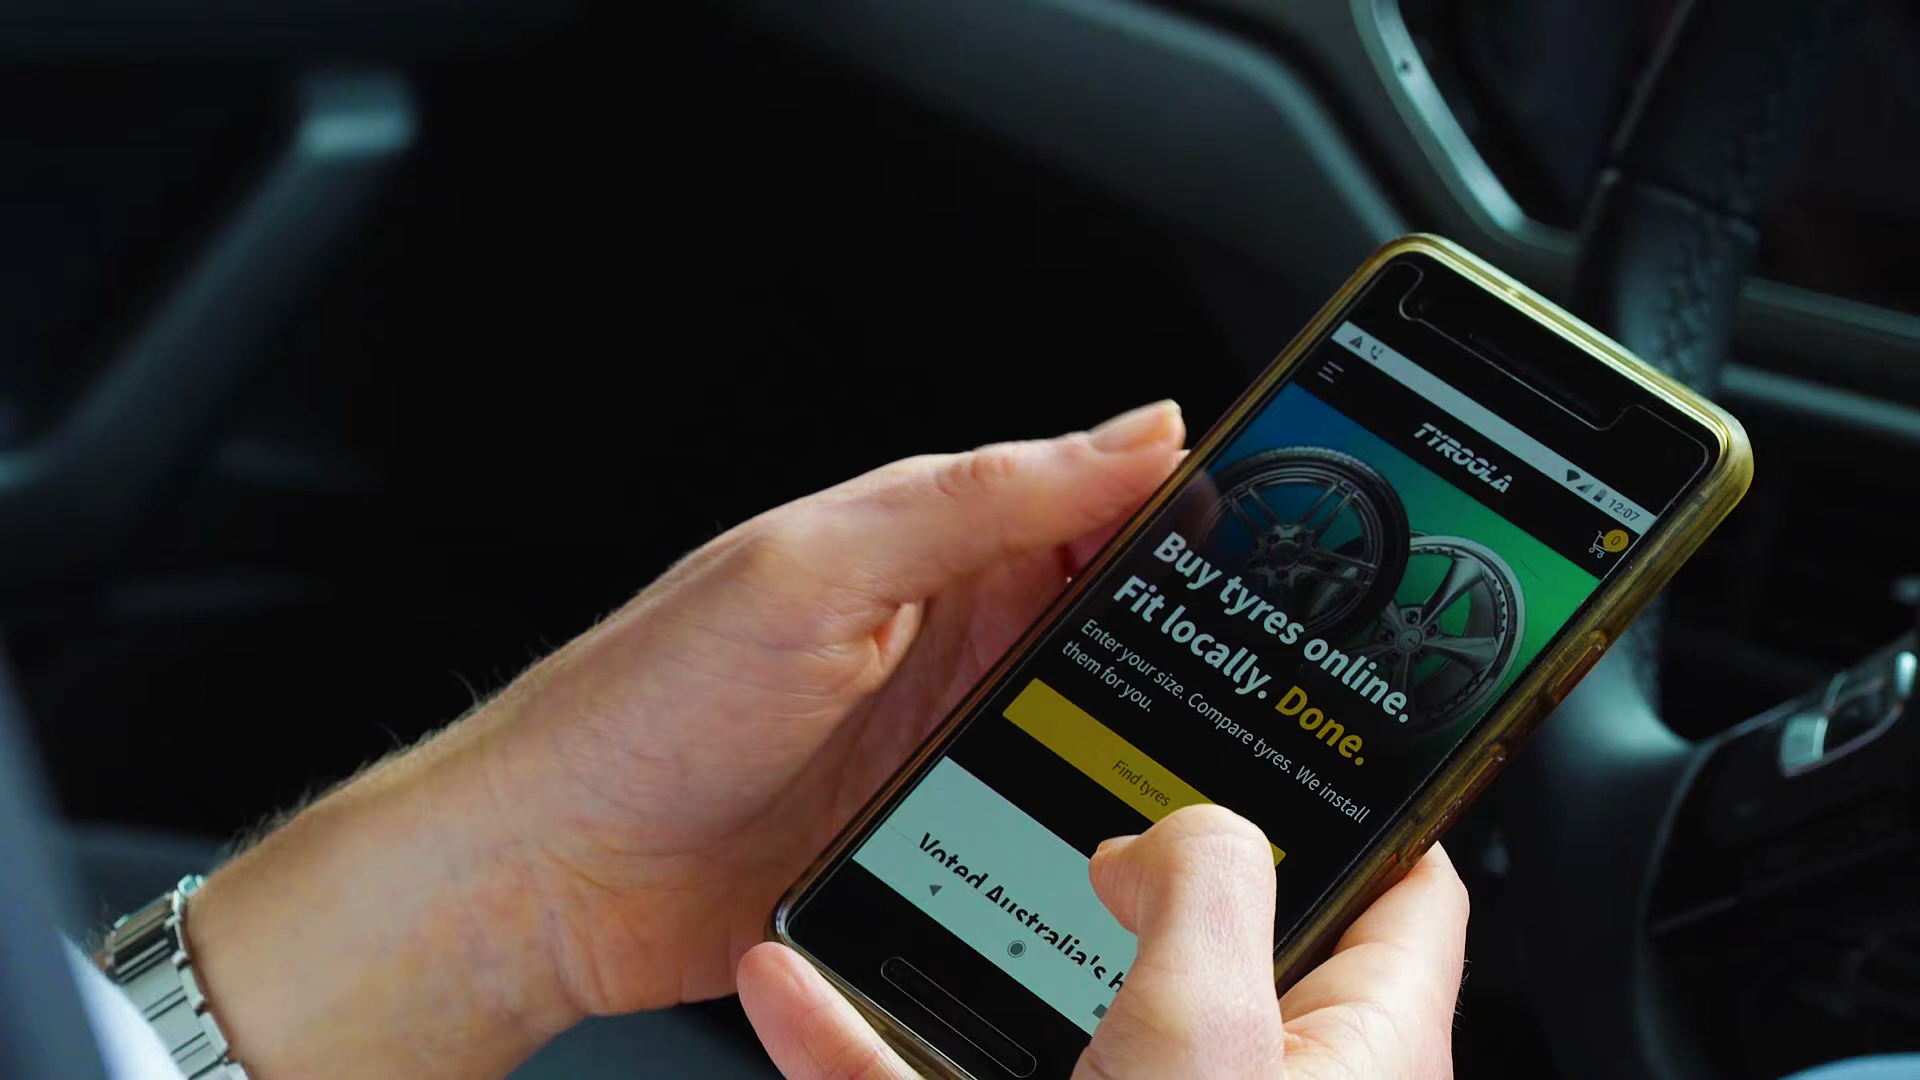 12:07
TYROOLA
0
Buy tyres online.
Fit locally. Done.
Enter your size. Compare tyres. We install
them for you.
Find tyres
Voted Australia's